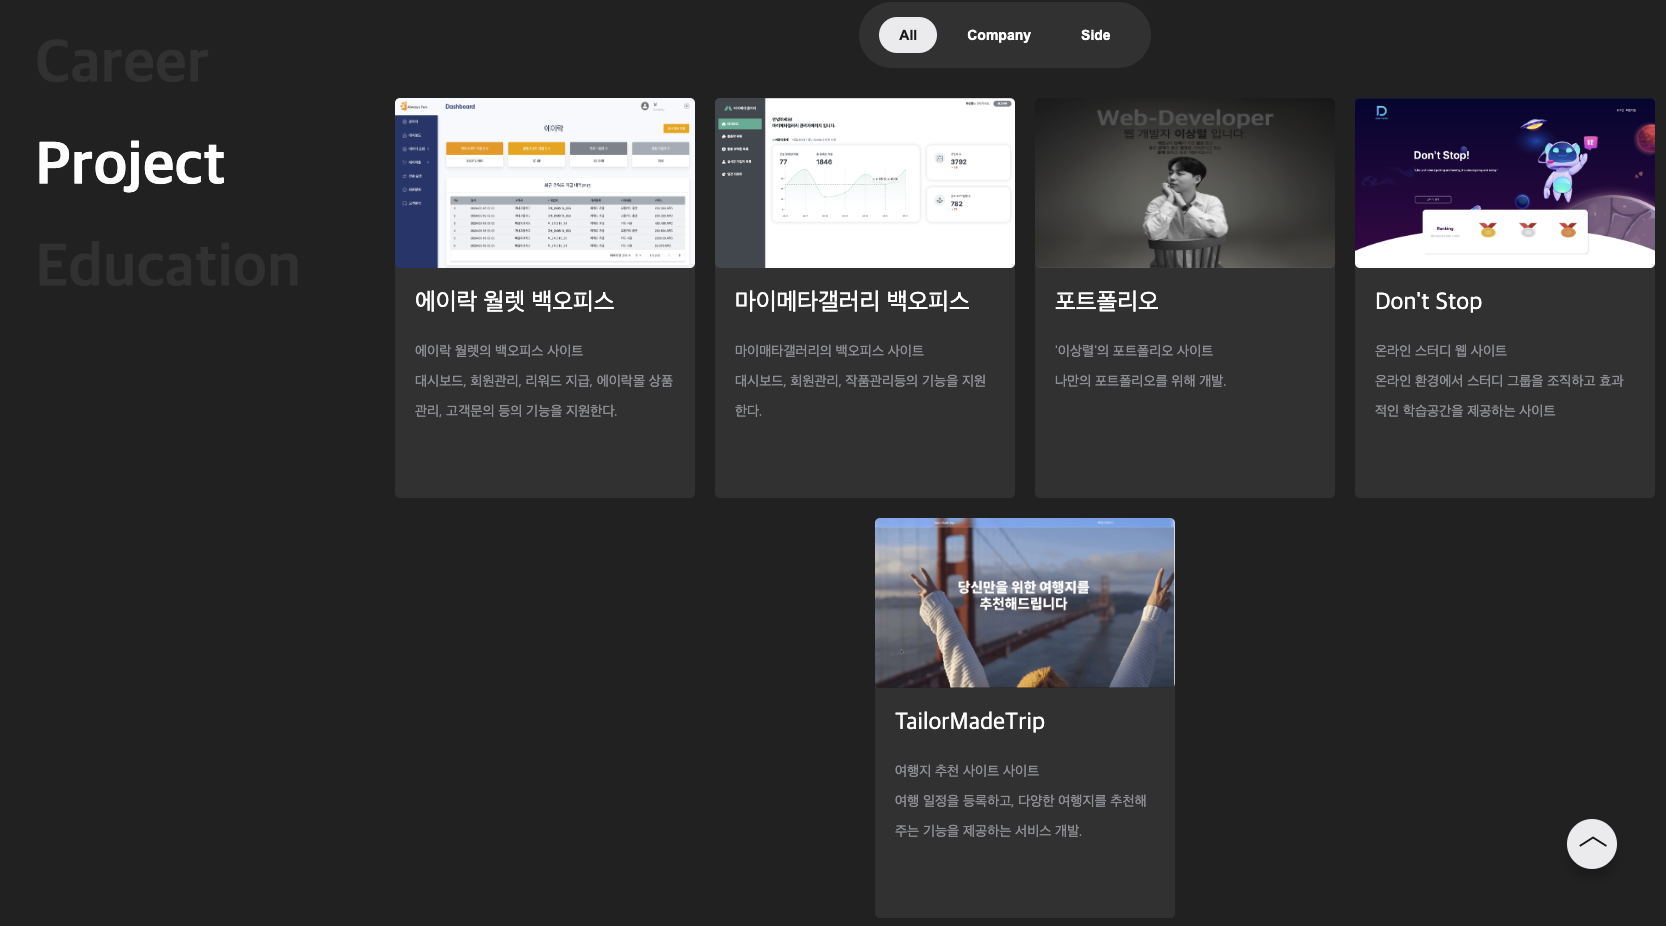 Career
Project
Education
All
Company
Side
Dashboard
에이락
에이락 월렛 백오피스
에이락 월렛의 백오피스 사이트
대시보드, 회원관리, 리워드 지급, 에이락몰 상품
관리, 고객문의 등의 기능을 지원한다.
77
1846
3792
762
마이메타갤러리 백오피스
마이매타갤러리의 백오피스 사이트
대시보드, 회원관리, 작품관리등의 기능을 지원
한다.
Web-Developer
웹 개발자 이상렬 입니다.
포트폴리오
'이상렬'의 포트폴리오 사이트
나만의 포트폴리오를 위해 개발.
D
Don't Stop!
Ranking
Don't Stop
온라인 스터디 웹 사이트
온라인 환경에서 스터디 그룹을 조직하고 효과
적인 학습공간을 제공하는 사이트
당신만을 위한 여행지를
추천해드립니다
TailorMadeTrip
여행지 추천 사이트 사이트
여행 일정을 등록하고, 다양한 여행지를 추천해
주는 기능을 제공하는 서비스 개발.